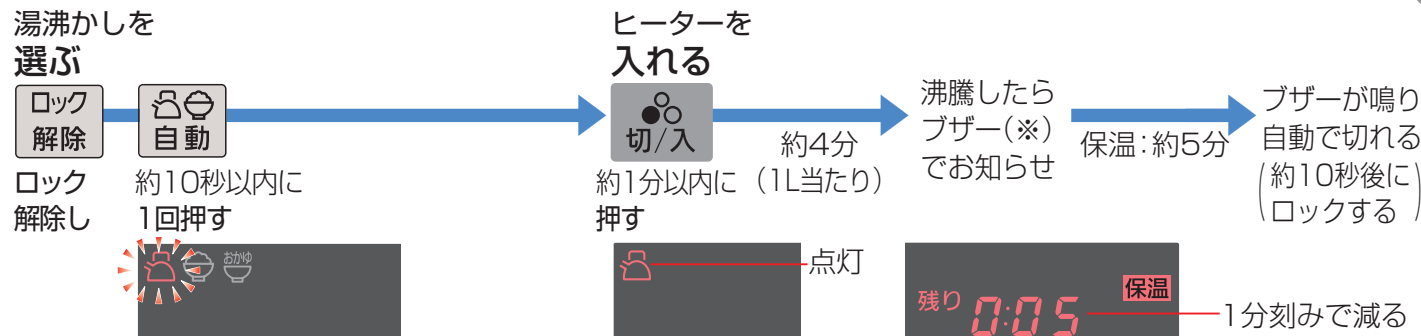 湯沸かしを
選ぶ
ロック
解除
自動
ロック
解除し
約10秒以内に
1回押す
おかゆ
ヒーターを
入れる
切/入
約1分以内に
押す
約4分
(1L当たり)
点灯
沸騰したら
ブザー(※)
でお知らせ
保温:約5分
ブザーが鳴り
自動で切れる
(約10秒後に
ロックする)
残り 0:05 保温
1分刻みで減る